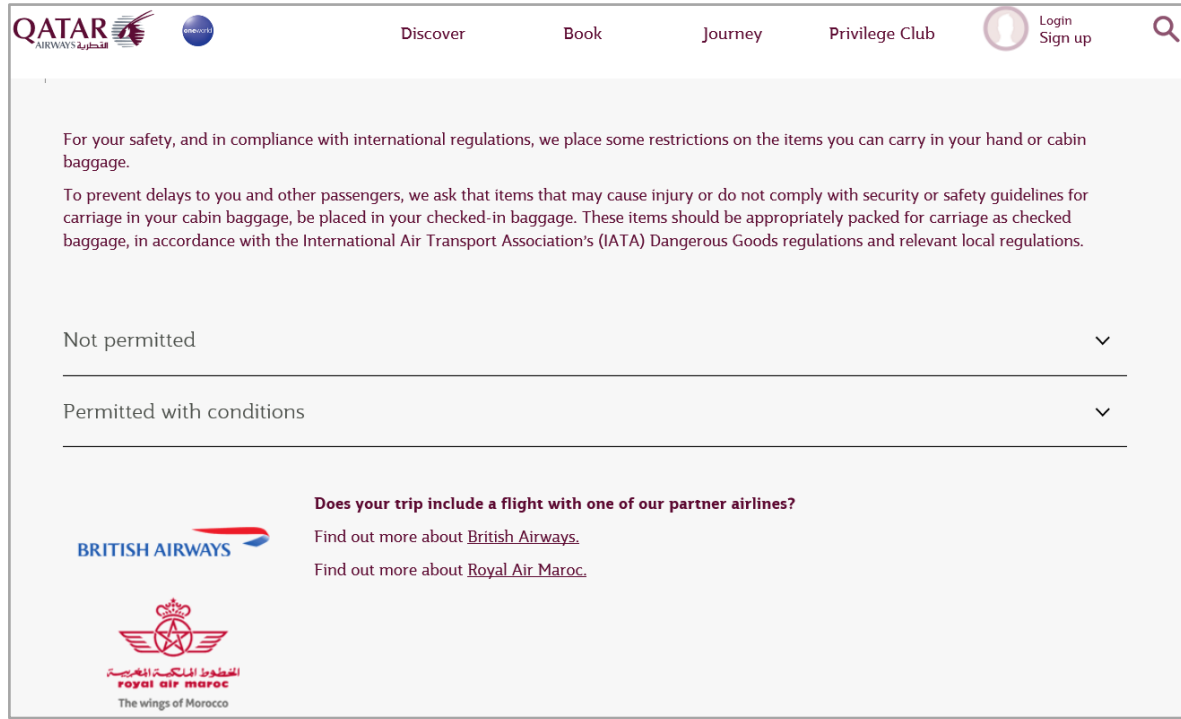 QATAR
AIRWAYS القطرية
oneworld
Discover
Book
Journey
Privilege Club
Login
Sign up
For your safety, and in compliance with international regulations, we place some restrictions on the items you can carry in your hand or cabin
baggage.
To prevent delays to you and other passengers, we ask that items that may cause injury or do not comply with security or safety guidelines for
carriage in your cabin baggage, be placed in your checked-in baggage. These items should be appropriately packed for carriage as checked
baggage, in accordance with the International Air Transport Association’s (IATA) Dangerous Goods regulations and relevant local regulations.
Not permitted
Permitted with conditions
Does your trip include a flight with one of our partner airlines?
BRITISH AIRWAYS
Find out more about British Airways.
Find out more about Royal Air Maroc.
الخطوط الملكية المغربية
royal air maroc
The wings of Morocco